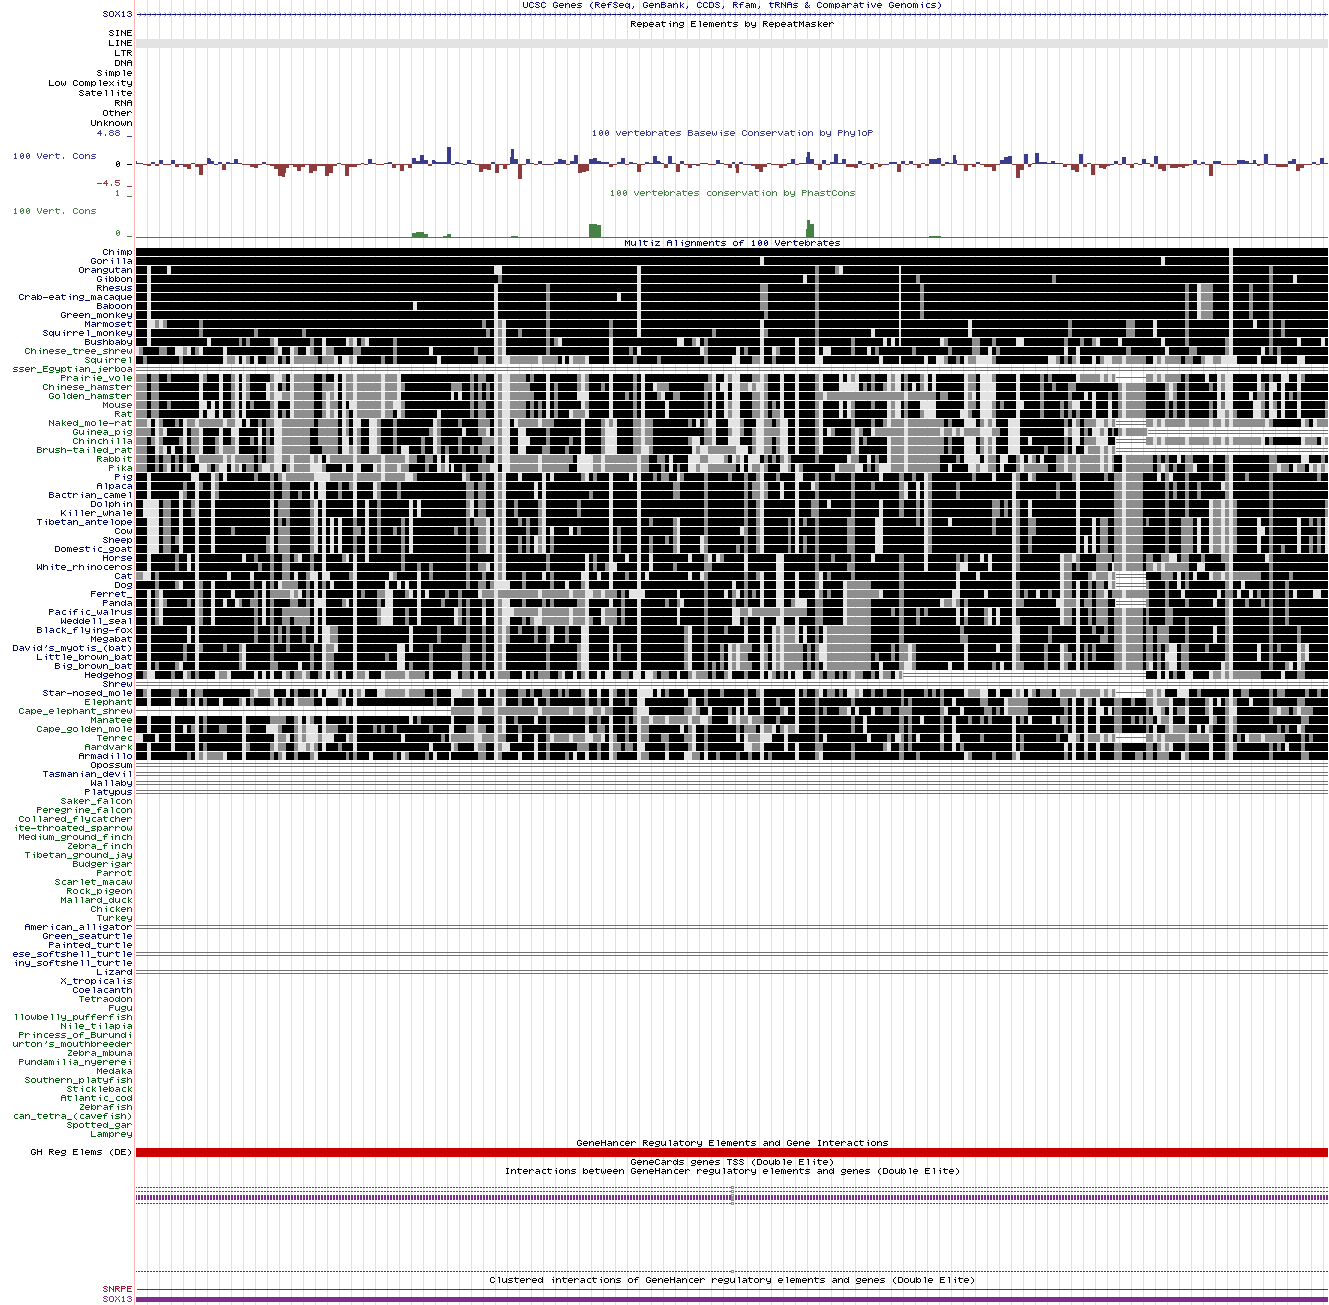 UCSC Genes (RefSeq, GenBank, CCDS, Rfam, tRNAs & Comparative Genomics)
SOX13
Repeating Elements by RepeatMasker
SINE
LINE
LTR
DNA
Simple
Low Complexity
Satellite
RNA
Other
Unknown
4.88 _
100 vertebrates Basewise Conservation by PhyloP
100 Vert. Cons
0 -
-4.5 _
100 vertebrates conservation by PhastCons
1 _
100 Vert. Cons
0 _
Multiz Alignments of 100 Vertebrates
Chimp
Gorilla
Orangutan
Gibbon
Rhesus
Crab-eating_macaque
Baboon
Green_monkey
Marmoset
Squirrel_monkey
Bushbaby
Chinese_tree_shrew
Squirrel
sser_Egyptian_jerboa
Prairie_vole
Chinese_hamster
Golden_hamster
Mouse
Rat
Naked_mole-rat
Guinea_pig
Chinchilla
Brush-tailed_rat
Rabbit
Pika
Pig
Alpaca
Bactrian_camel
Dolphin
Killer_whale
Tibetan_antelope
Cow
Sheep
Domestic_goat
Horse
White_rhinoceros
Cat
Dog
Ferret_
Panda
Pacific_walrus
Weddell_seal
Black_flying-fox
Megabat
David's_myotis_(bat)
Little_brown_bat
Big_brown_bat
Hedgehog
Shrew
Star-nosed_mole
Elephant
Cape_elephant_shrew
Manatee
Cape_golden_mole
Tenrec
Aardvark
Armadillo
Opossum
Tasmanian_devil
Wallaby
Platypus
Saker_falcon
Peregrine_falcon
Collared_flycatcher
ite-throated_sparrow
Medium_ground_finch
Zebra_finch
Tibetan_ground_jay
Budgerigar
Parrot
Scarlet_macaw
Rock_pigeon
Mallard_duck
Chicken
Turkey
American_alligator
Green_seaturtle
Painted_turtle
ese_softshell_turtle
iny_softshell_turtle
Lizard
X_tropicalis
Coelacanth
Tetraodon
Fugu
llowbelly_pufferfish
Nile_tilapia
Princess_of_Burundi
urton's_mouthbreeder
Zebra_mbuna
Pundamilia_nyererei
Medaka
Southern_platyfish
Stickleback
Atlantic_cod
Zebrafish
can_tetra_(cavefish)
Spotted_gar
Lamprey
GeneHancer Regulatory Elements and Gene Interactions
GH Reg Elems (DE)
GeneCards genes TSS (Double Elite)
Interactions between GeneHancer regulatory elements and genes (Double Elite)
Clustered interactions of GeneHancer regulatory elements and genes (Double Elite)
SNRPE
SOX13